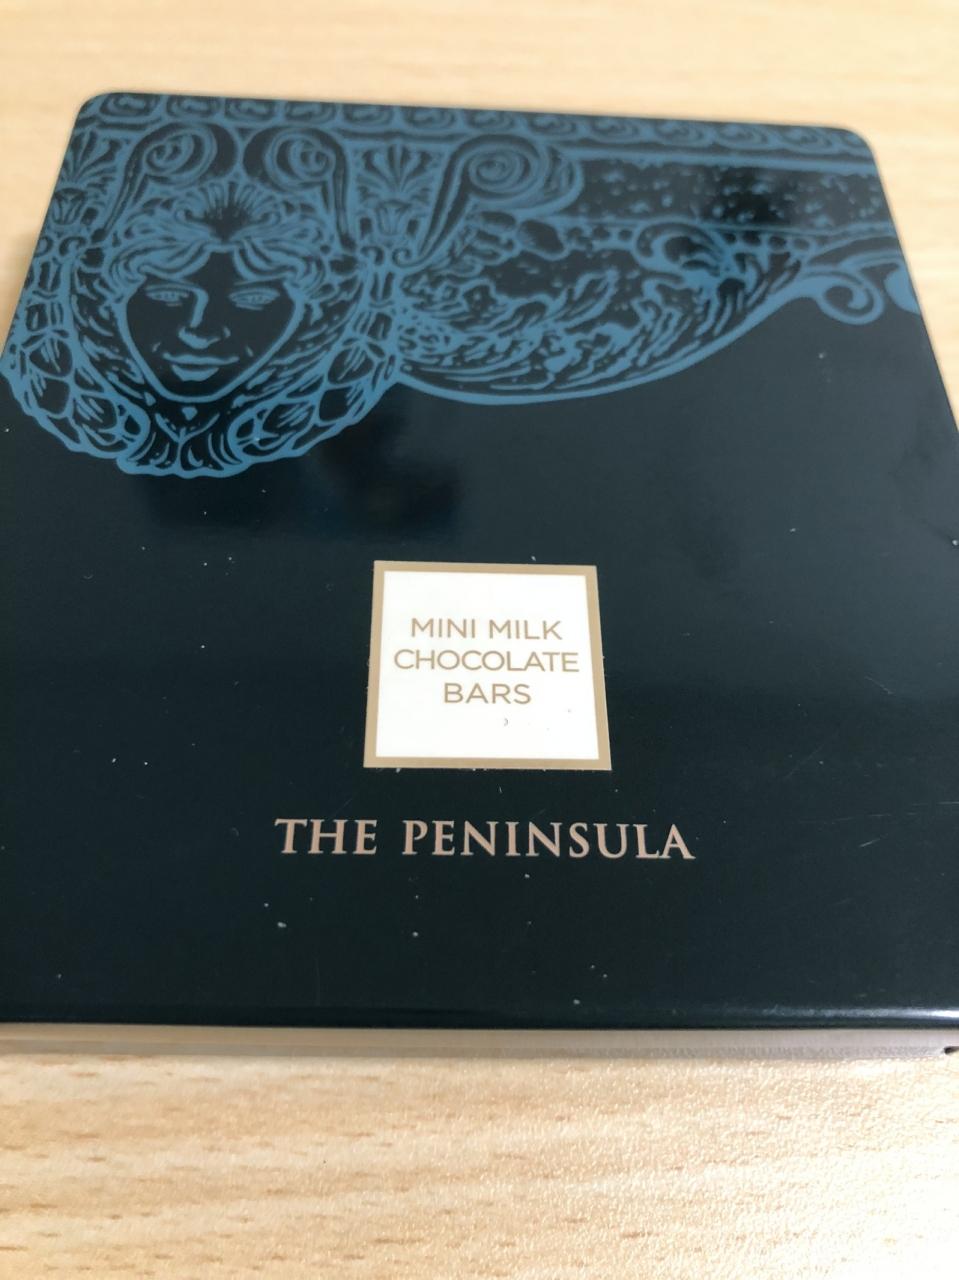 MINI MILK
CHOCOLATE
BARS
THE PENINSULA